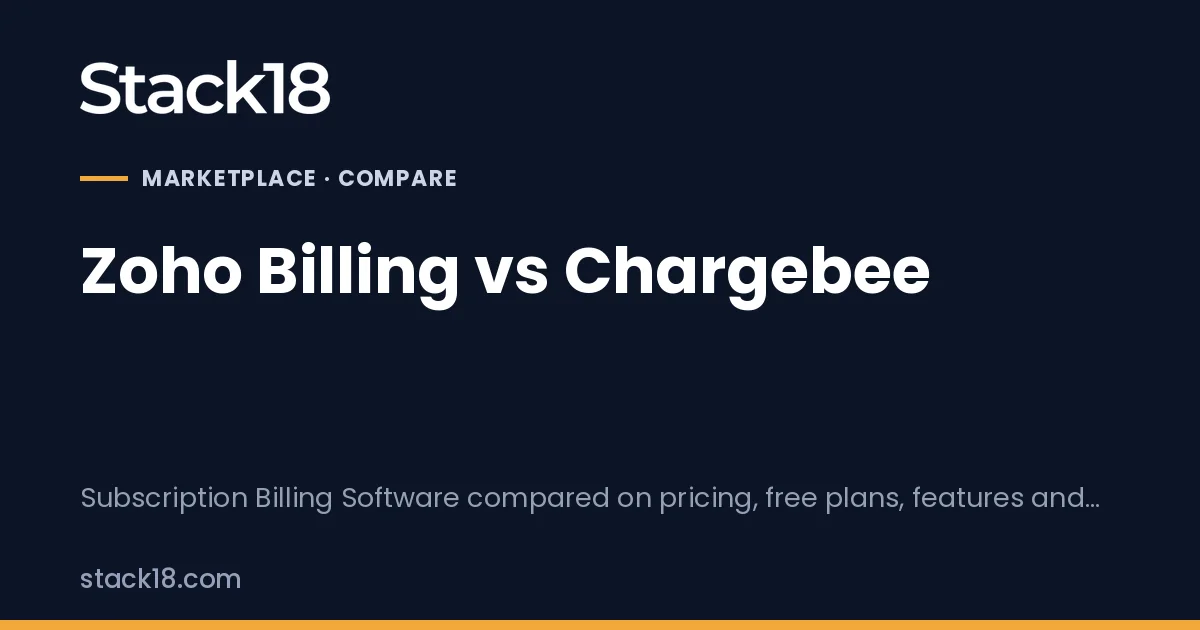 Stack18
MARKETPLACE · COMPARE
Zoho Billing vs Chargebee
Subscription Billing Software compared on pricing, free plans, features and...
stack18.com